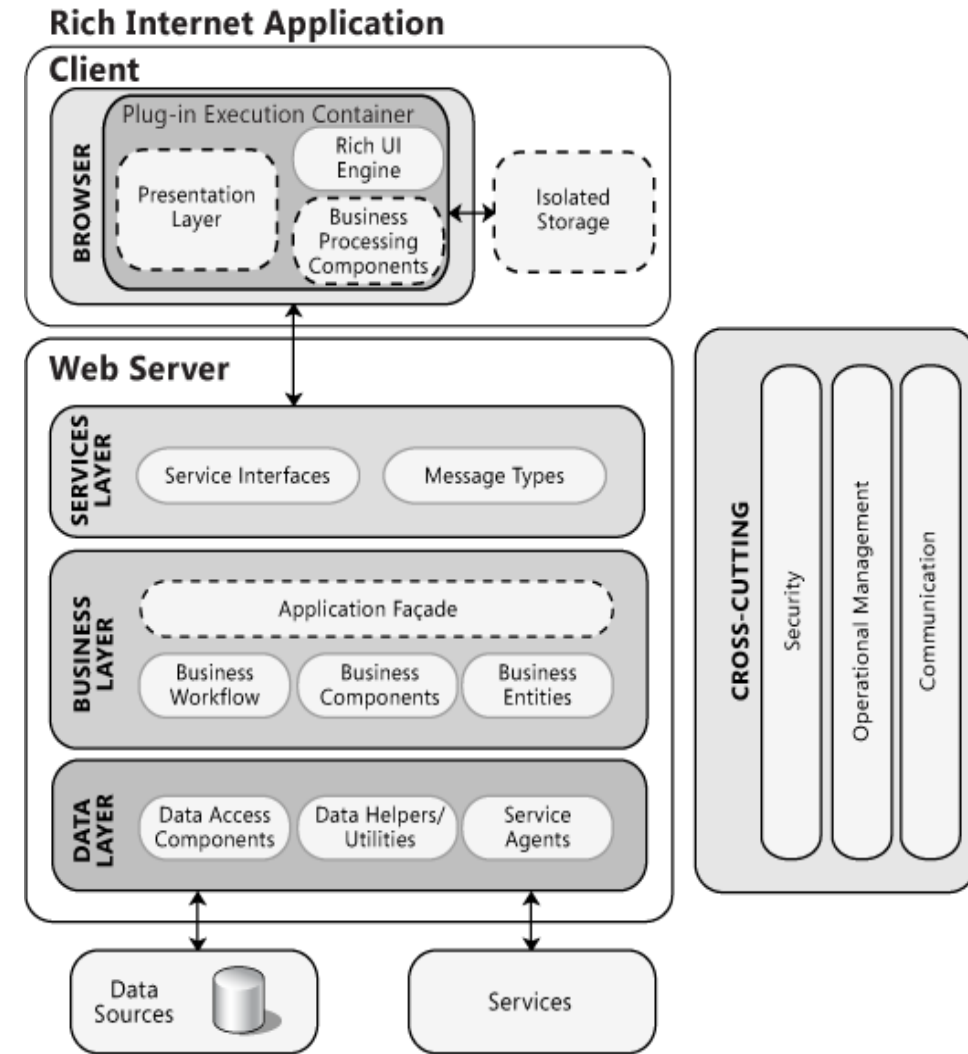 Rich Internet Application
Client
BROWSER
Plug-in Execution Container
Presentation
Layer
Rich UI
Engine
Business
Processing
Components
Isolated
Storage
Web Server
SERVICES
LAYER
Service Interfaces
Message Types
BUSINESS
LAYER
Application Façade
Business
Workflow
Business
Components
Business
Entities
DATA
LAYER
Data Access
Components
Data Helpers/
Utilities
Service
Agents
Data
Sources
Services
CROSS-CUTTING
Security
Operational Management
Communication